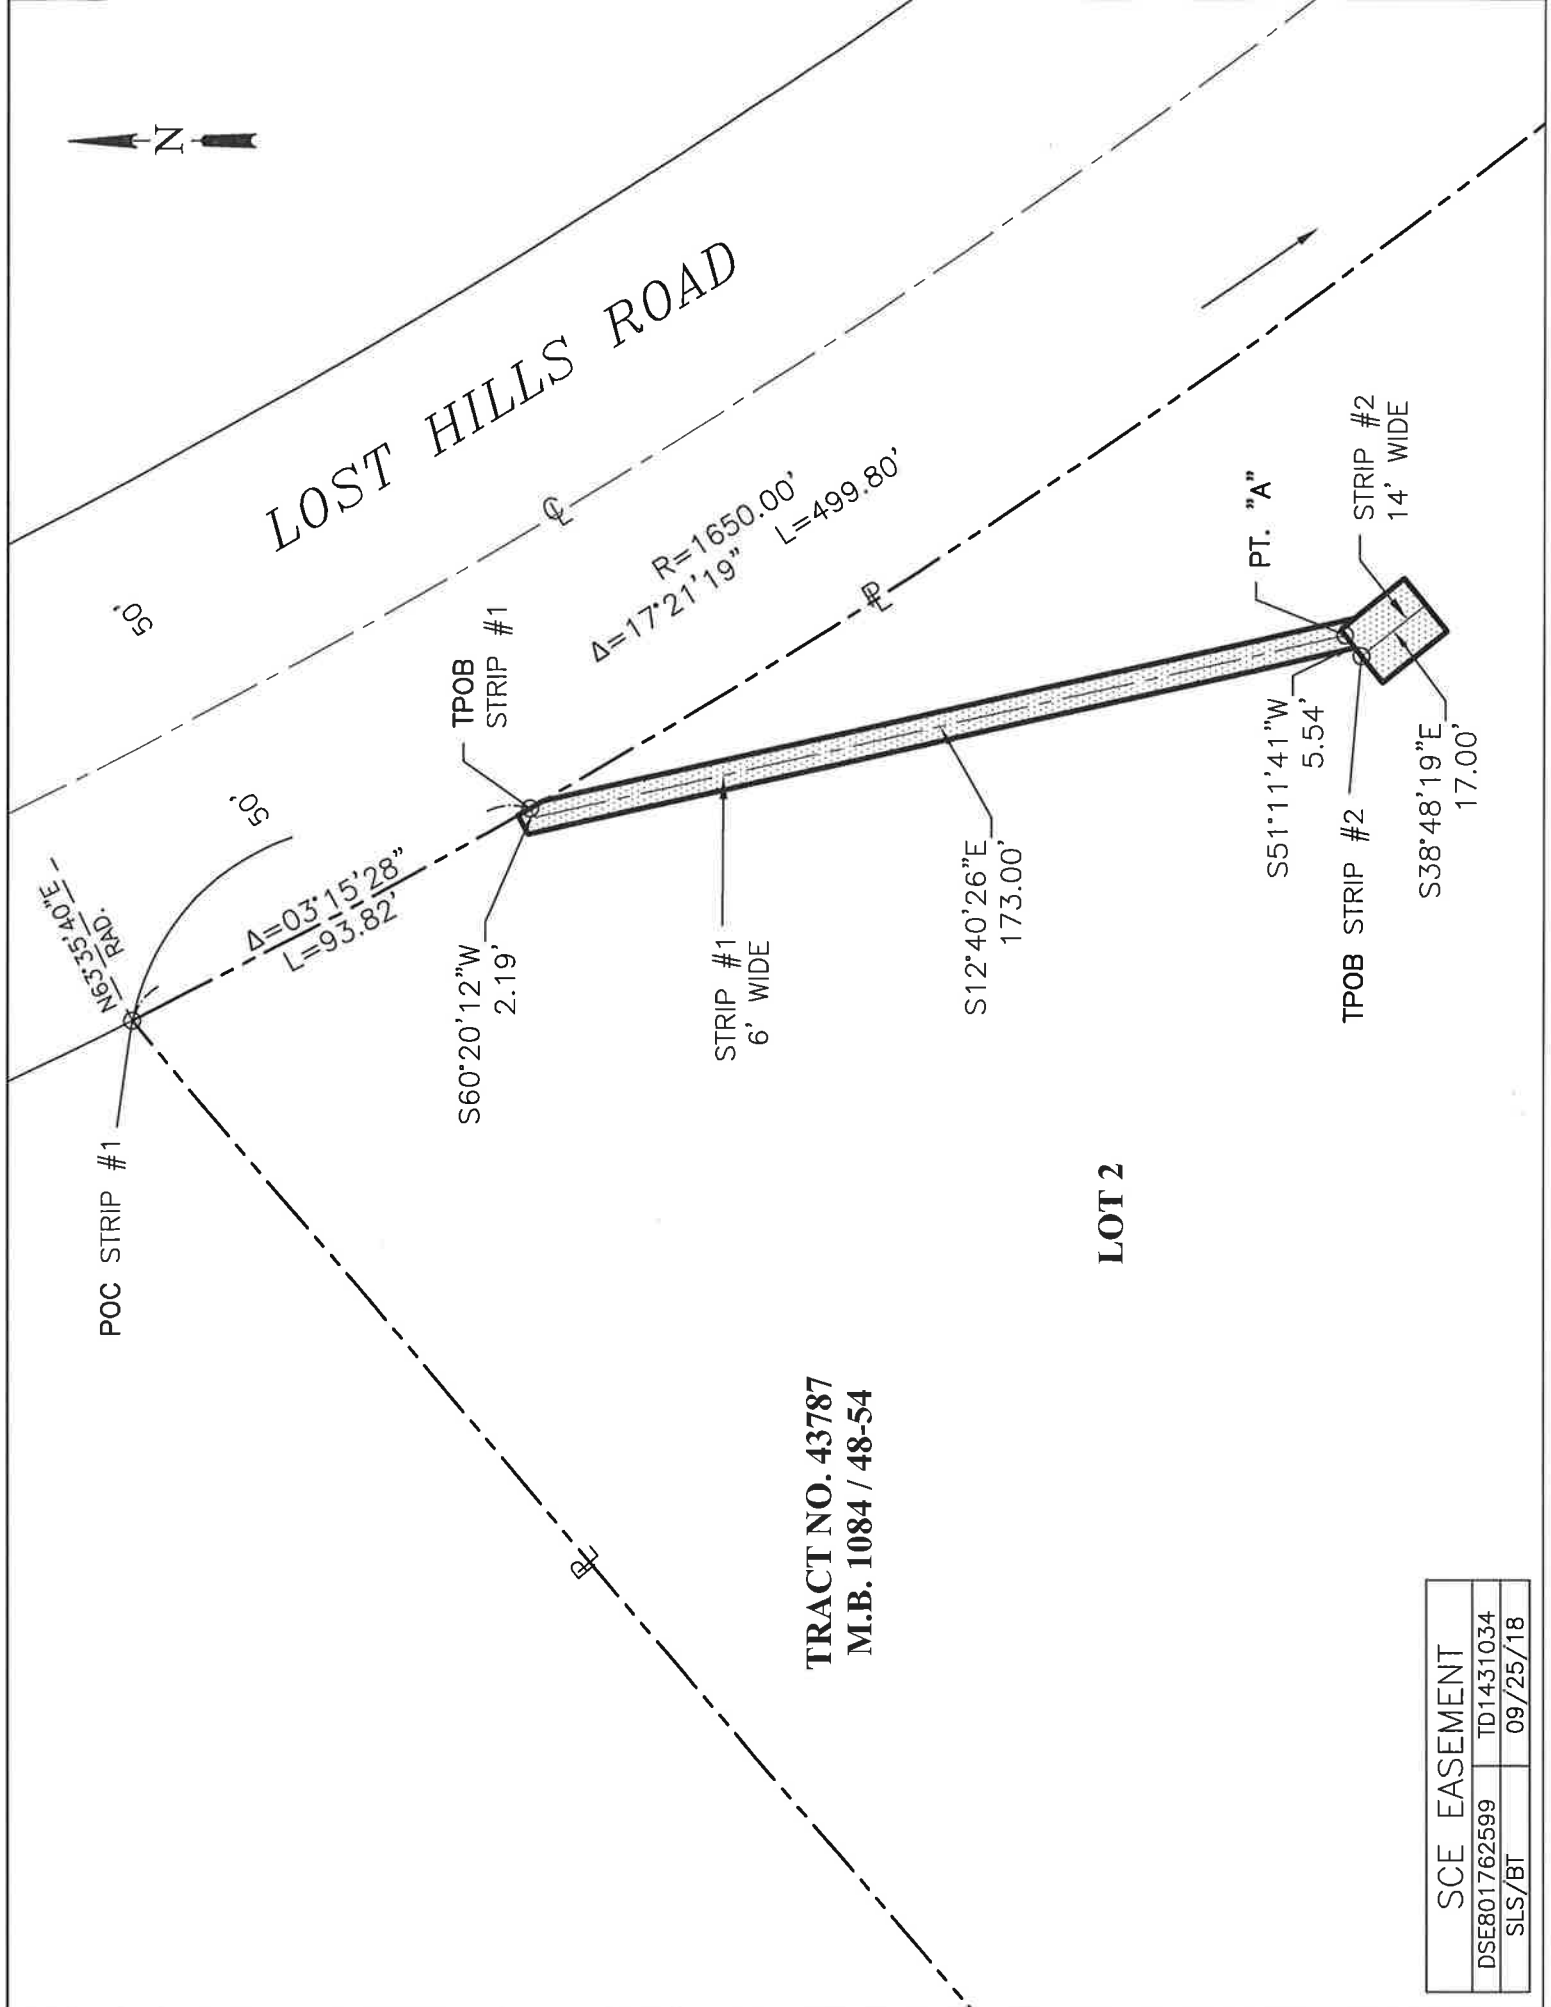 N
LOST HILLS ROAD
50'
50'
℄
N63°35'40"E
RAD.
POC STRIP #1
Δ=03°15'28"
L=93.82'
TPOB
STRIP #1
R=1650.00'
Δ=17°21'19" L=499.80'
S60°20'12"W
2.19'
STRIP #1
6' WIDE
S12°40'26"E
173.00'
PT. "A"
STRIP #2
14' WIDE
S51°11'41"W
5.54'
TPOB STRIP #2
S38°48'19"E
17.00'
LOT 2
TRACT NO. 43787
M.B. 1084 / 48-54
PL
PL
SCE EASEMENT
DSE801762599 TD1431034
SLS/BT 09/25/18